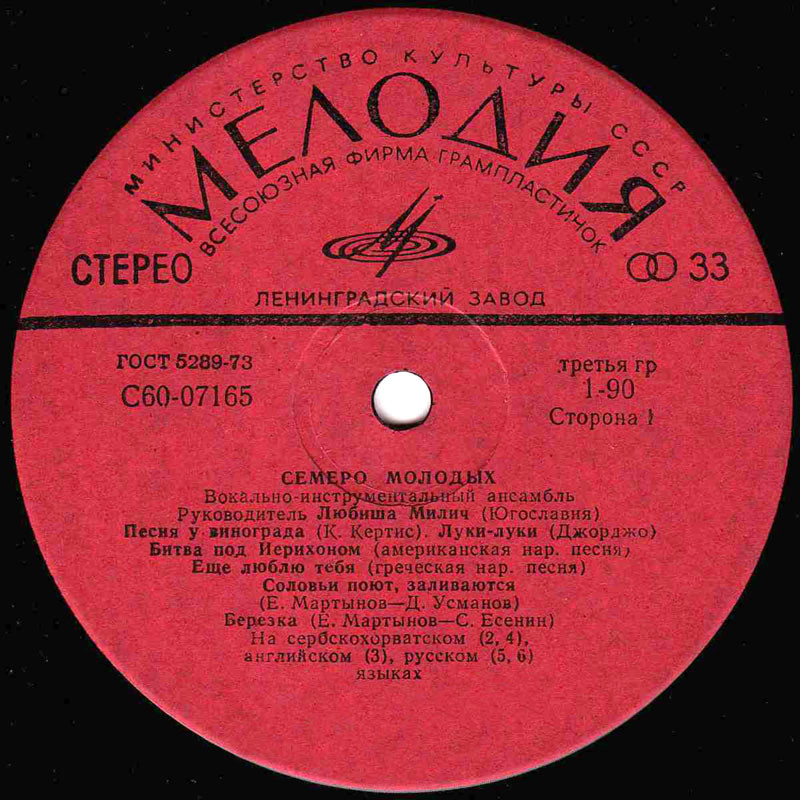 МИНИСТЕРСТВО КУЛЬТУРЫ СССР
МЕЛОДИЯ
ВСЕСОЮЗНАЯ ФИРМА ГРАМПЛАСТИНОК
СТЕРЕО
33
ЛЕНИНГРАДСКИЙ ЗАВОД
ГОСТ 5289-73
С60-07165
третья гр
1-90
Сторона 1
СЕМЕРО МОЛОДЫХ
Вокально-инструментальный ансамбль
Руководитель Любиша Милич (Югославия)
Песня у винограда (К. Кертис). Луки-луки (Джорджо)
Битва под Иерихоном (американская нар. песня)
Еще люблю тебя (греческая нар. песня)
Соловьи поют, заливаются
(Е. Мартынов—Д. Усманов)
Березка (Е. Мартынов—С. Есенин)
На сербскохорватском (2, 4),
английском (3), русском (5, 6)
языках